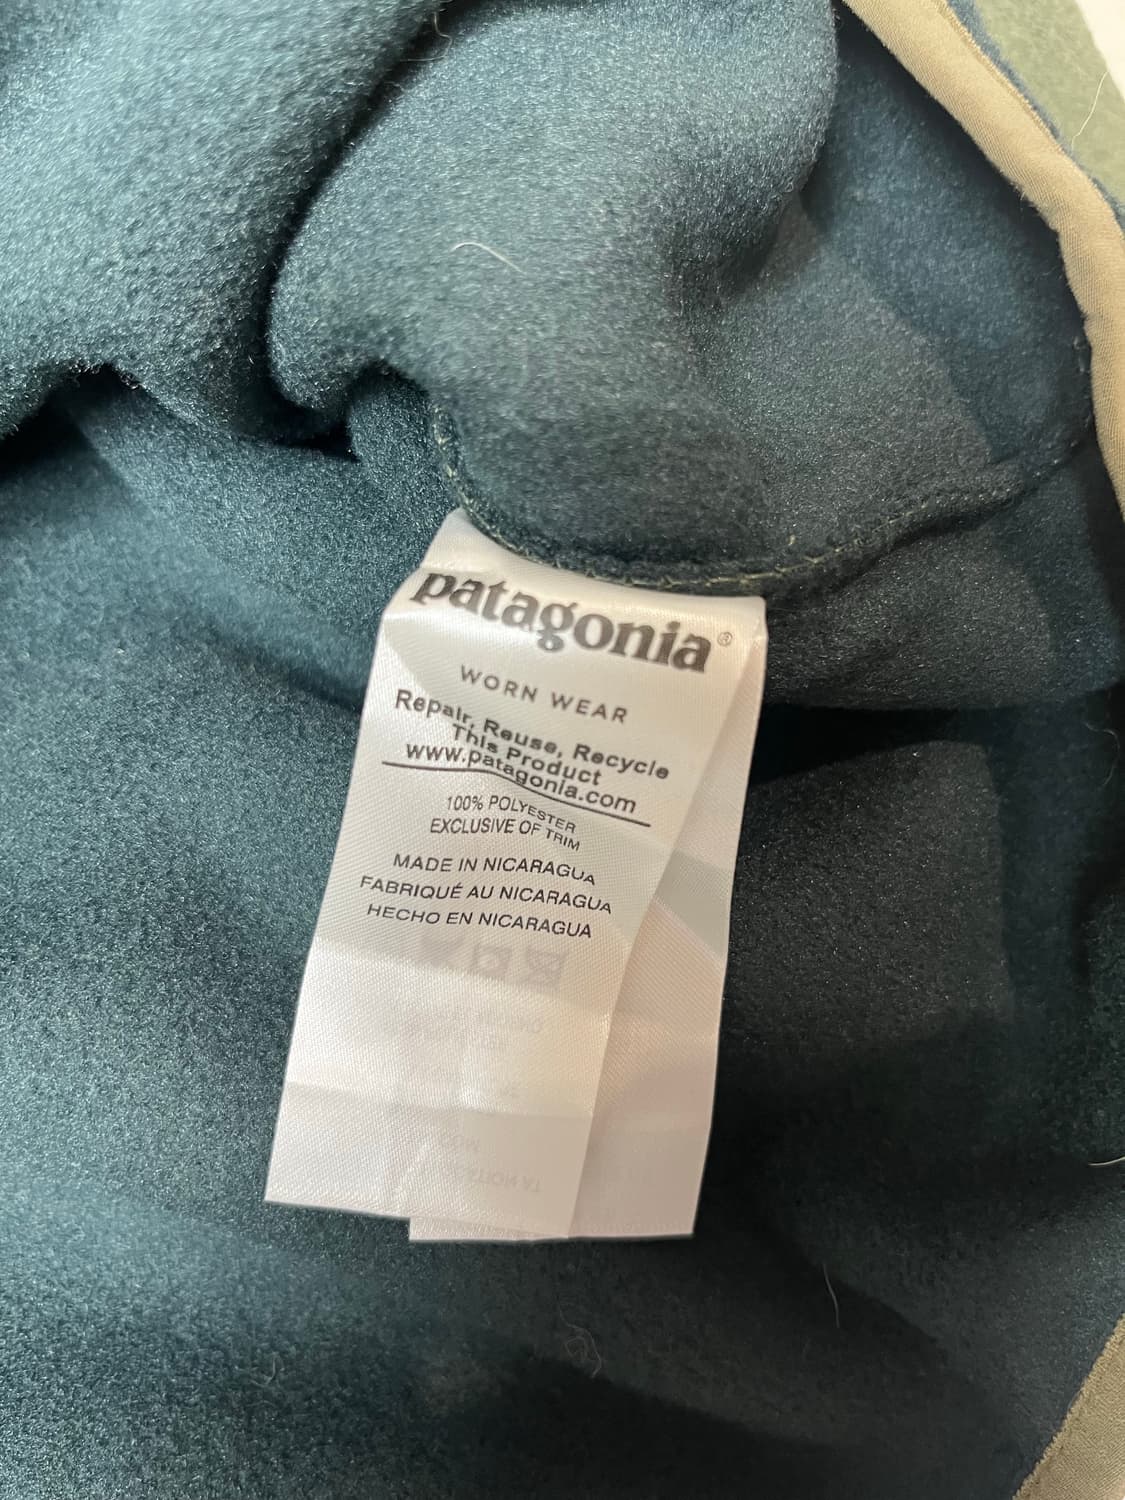 patagonia®
WORN WEAR
Repair, Reuse, Recycle
This Product
www.patagonia.com
100% POLYESTER
EXCLUSIVE OF TRIM
MADE IN NICARAGUA
FABRIQUÉ AU NICARAGUA
HECHO EN NICARAGUA